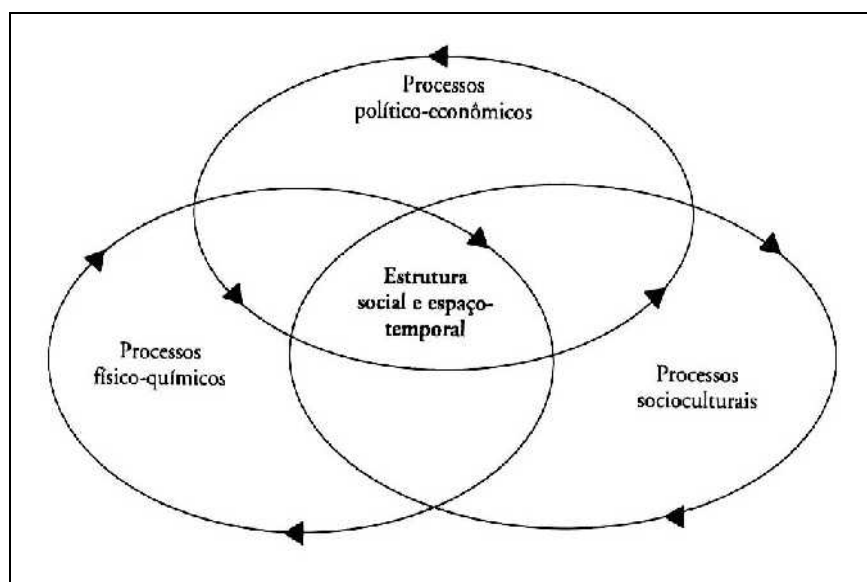 Processos
político-econômicos
Estrutura
social e espaço-
temporal
Processos
físico-químicos
Processos
socioculturais